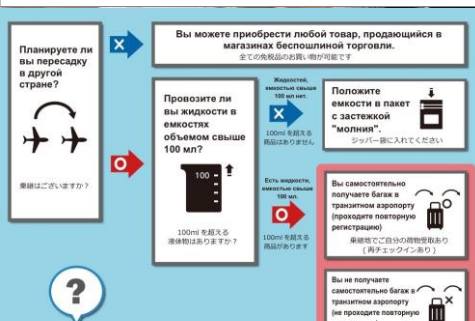 Планируете ли
вы пересадку
в другой
стране?
乗継はございますか？
X
O
Вы можете приобрести любой товар, продающийся в
магазинах беспошлинной торговли.
全ての免税品のお買い物が可能です
Провозите ли
вы жидкости в
емкостях
объемом свыше
100 мл?
100
100ml を超える
液体物はありますか？
Жидкостей,
емкостью свыше
100 мл нет.
X
100ml を超える
商品はありません
Положите
емкости в пакет
с застежкой
"молния".
ジッパー袋に入れてください
Есть жидкости,
емкостью свыше
100 мл.
O
100ml を超える
商品があります
Вы самостоятельно
получаете багаж в
транзитном аэропорту
(проходите повторную
регистрацию)
乗継地でご自分の荷物受取あり
(再チェックインあり)
Вы не получаете
самостоятельно багаж в
транзитном аэропорту
(не проходите повторную
?